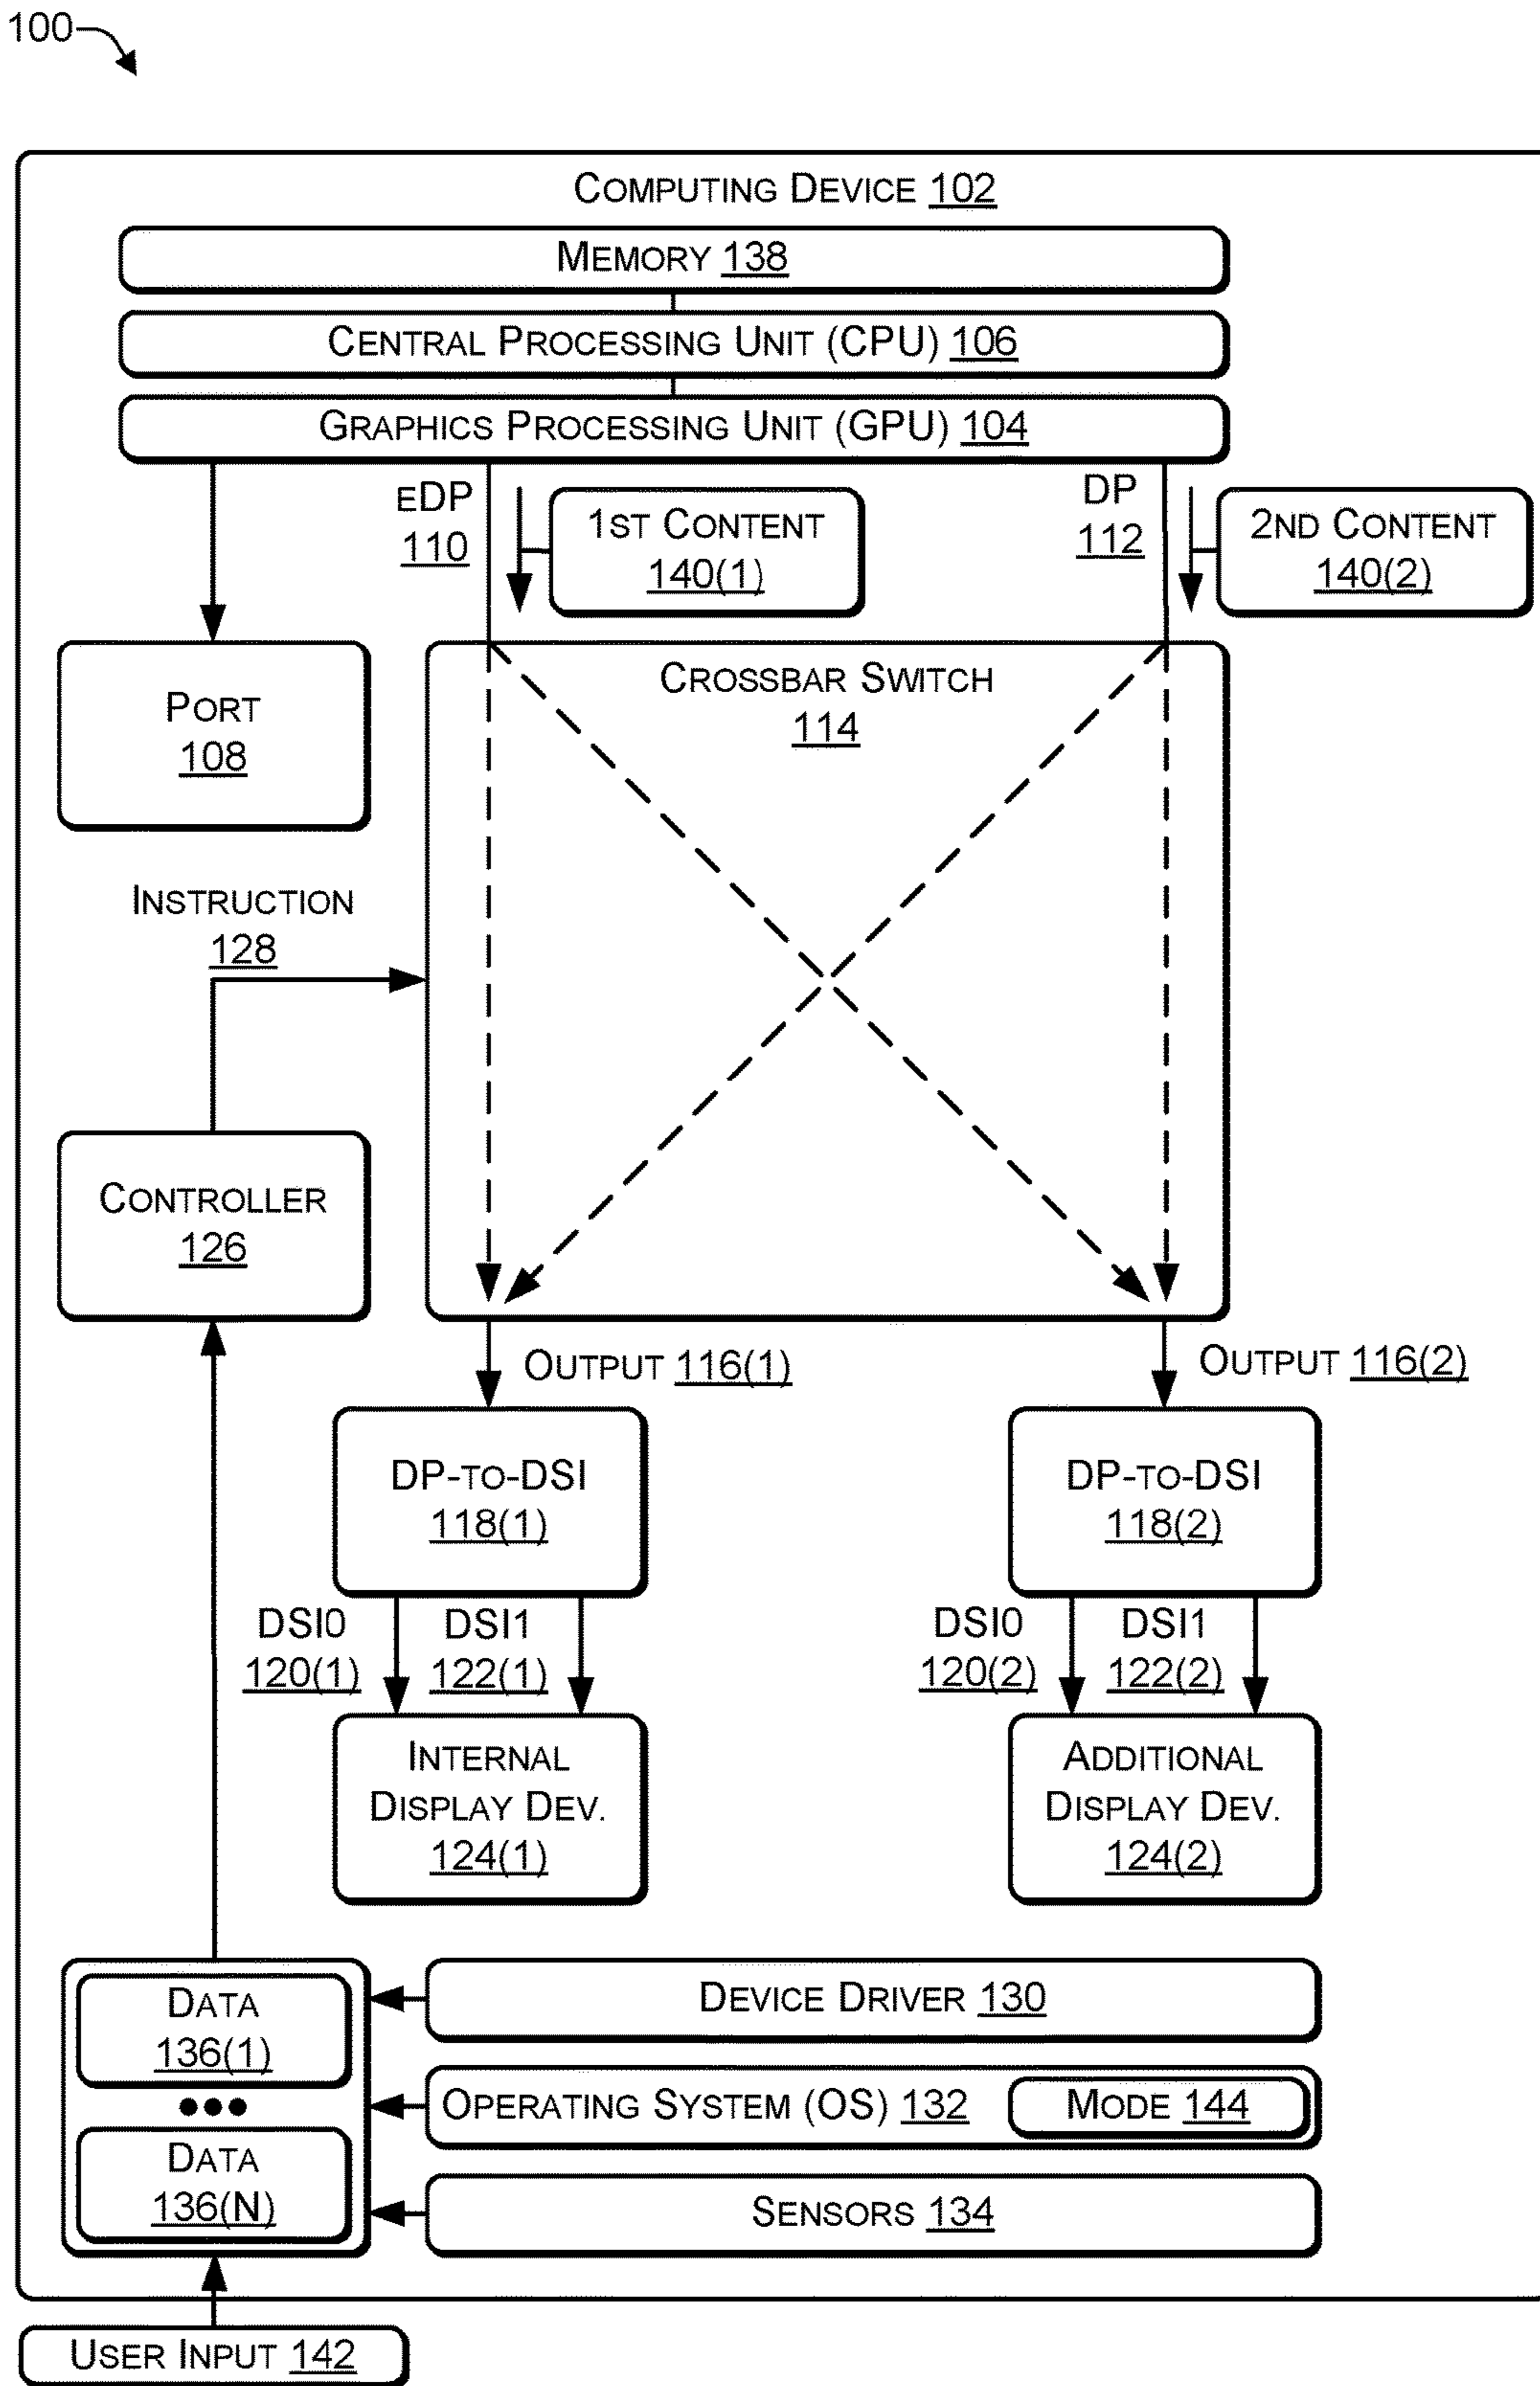 100
COMPUTING DEVICE 102
MEMORY 138
CENTRAL PROCESSING UNIT (CPU) 106
GRAPHICS PROCESSING UNIT (GPU) 104
EDP
110
1ST CONTENT
140(1)
DP
112
2ND CONTENT
140(2)
PORT
108
CROSSBAR SWITCH
114
INSTRUCTION
128
CONTROLLER
126
OUTPUT 116(1)
OUTPUT 116(2)
DP-TO-DSI
118(1)
DP-TO-DSI
118(2)
DSI0
120(1)
DSI1
122(1)
DSI0
120(2)
DSI1
122(2)
INTERNAL
DISPLAY DEV.
124(1)
ADDITIONAL
DISPLAY DEV.
124(2)
DATA
136(1)
DEVICE DRIVER 130
OPERATING SYSTEM (OS) 132
MODE 144
DATA
136(N)
SENSORS 134
USER INPUT 142